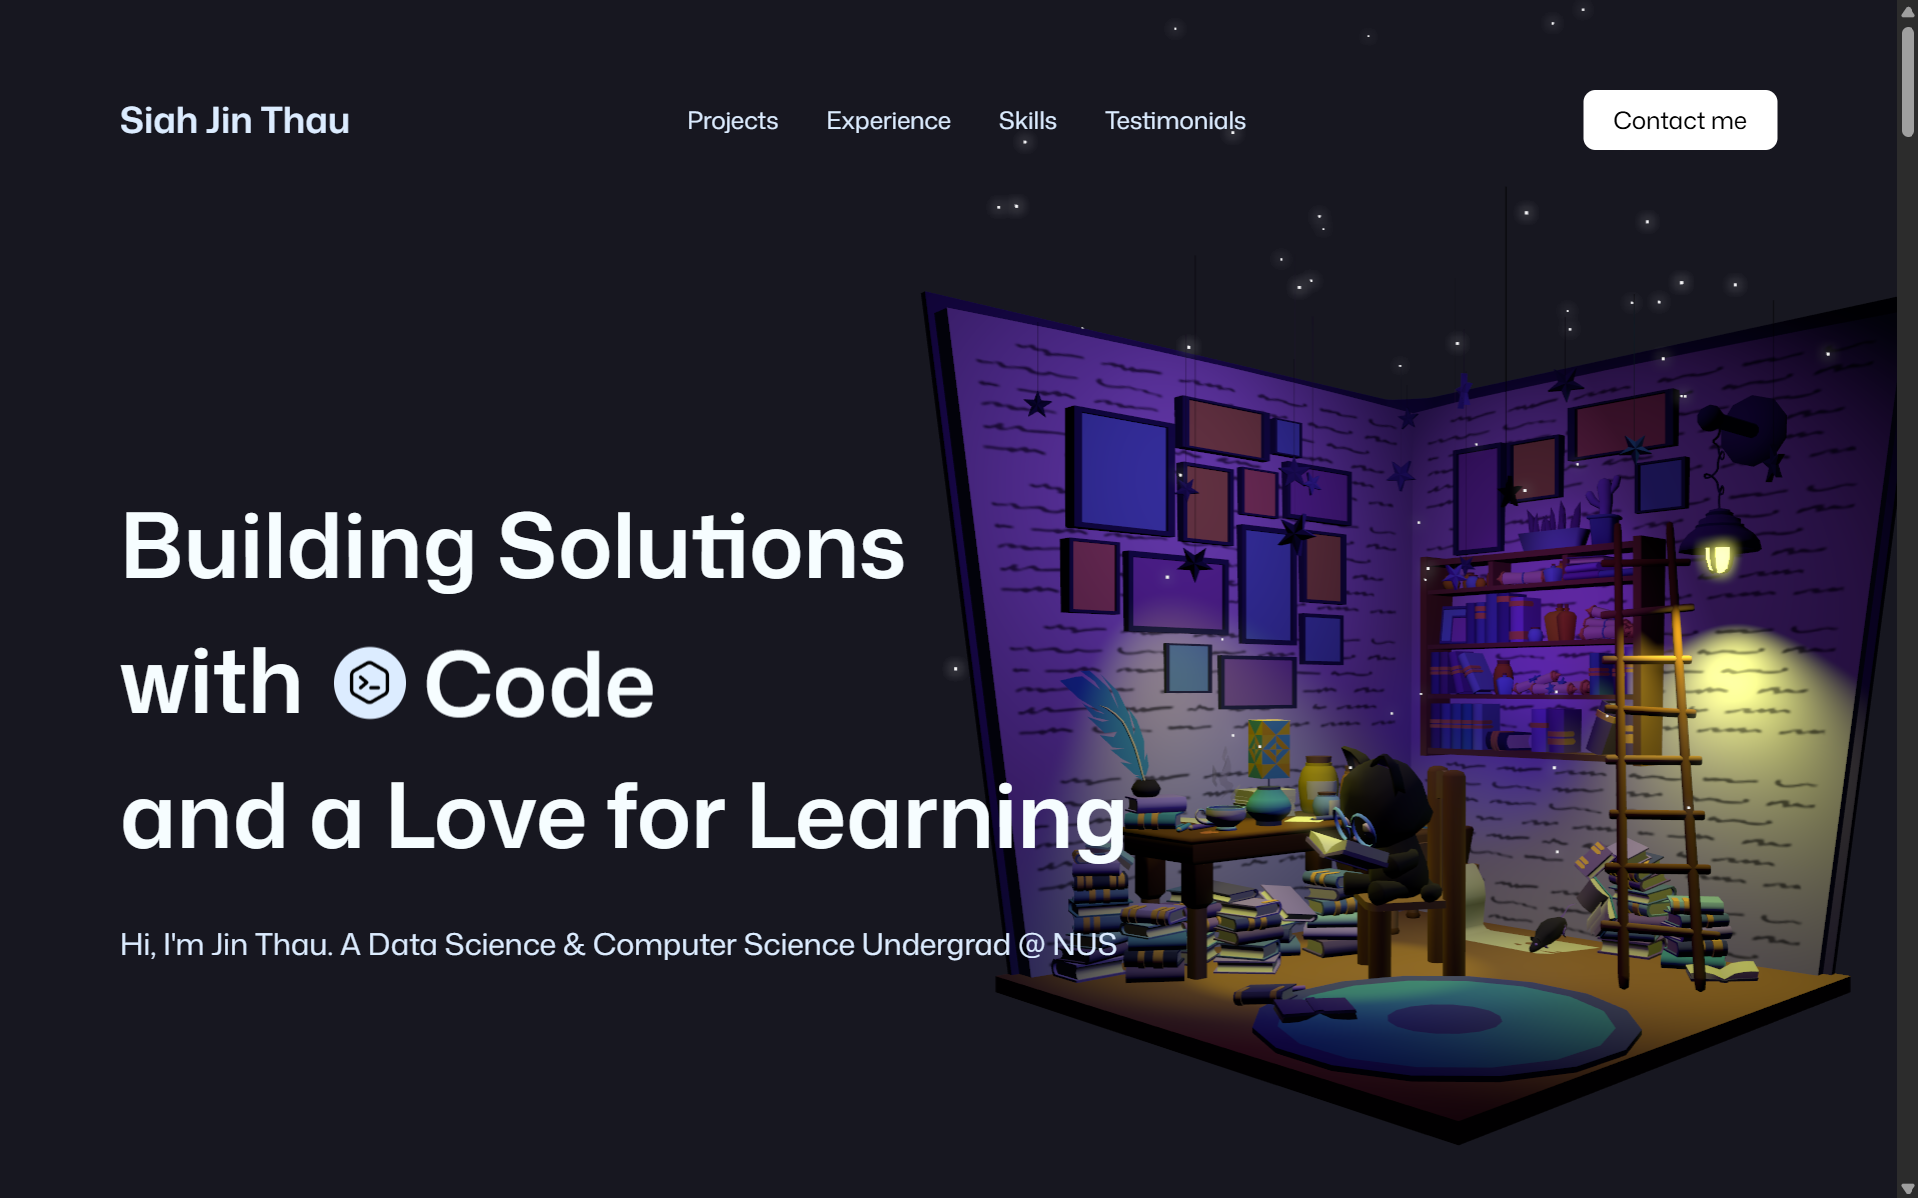 Siah Jin Thau
Projects
Experience
Skills
Testimonials
Contact me
Building Solutions
with Code
and a Love for Learning
Hi, I'm Jin Thau. A Data Science & Computer Science Undergrad @ NUS